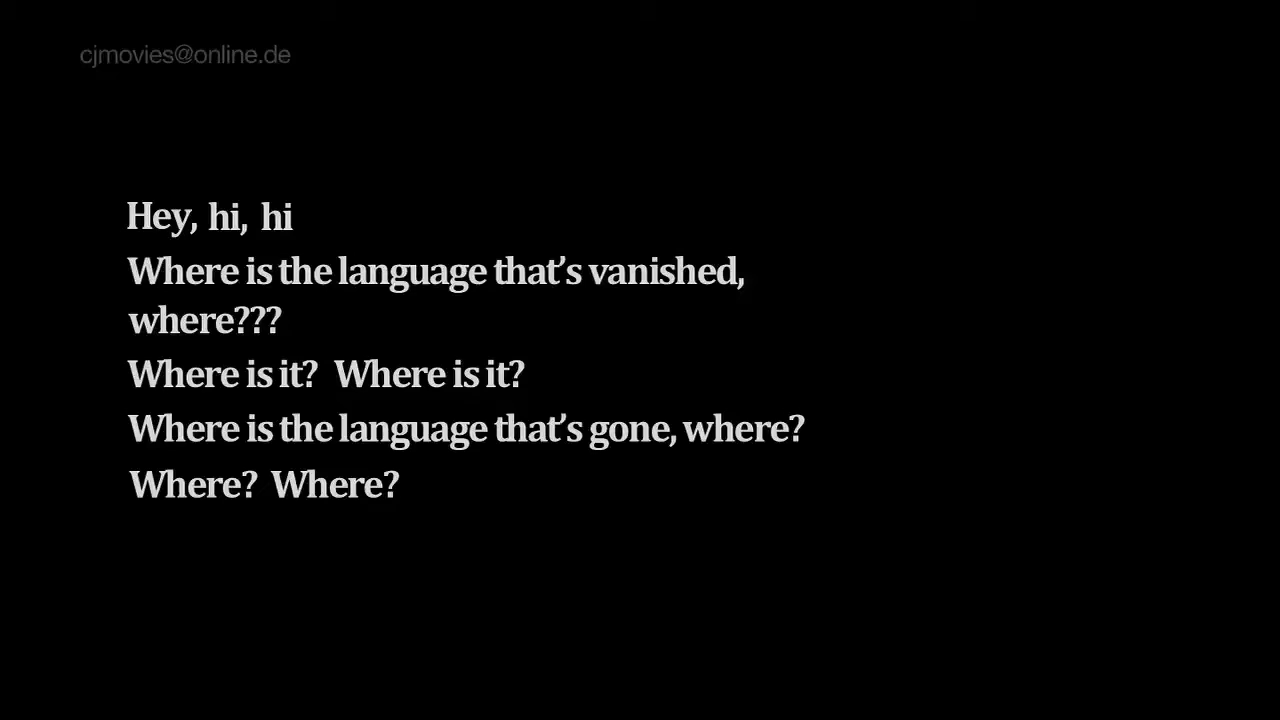 cjmovies@online.de
Hey, hi, hi
Where is the language that's vanished,
where???
Where is it? Where is it?
Where is the language that's gone, where?
Where? Where?